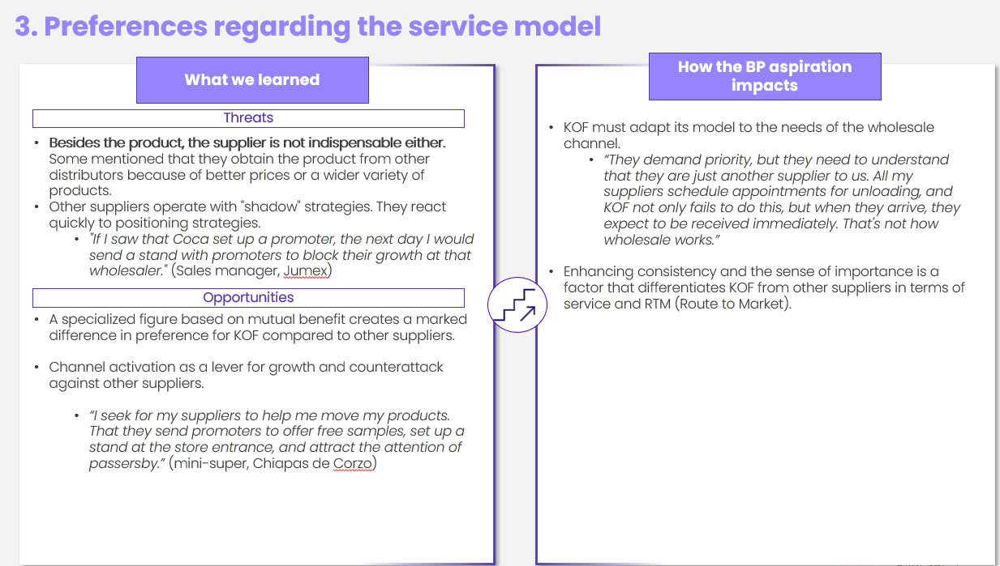 3. Preferences regarding the service model
What we learned
Threats
• Besides the product, the supplier is not indispensable either.
Some mentioned that they obtain the product from other
distributors because of better prices or a wider variety of
products.
• Other suppliers operate with "shadow" strategies. They react
quickly to positioning strategies.
• "If I saw that Coca set up a promoter, the next day I would
send a stand with promoters to block their growth at that
wholesaler." (Sales manager, Jumex)
Opportunities
• A specialized figure based on mutual benefit creates a marked
difference in preference for KOF compared to other suppliers.
• Channel activation as a lever for growth and counterattack
against other suppliers.
• “I seek for my suppliers to help me move my products.
That they send promoters to offer free samples, set up a
stand at the store entrance, and attract the attention of
passersby.” (mini-super, Chiapas de Corzo)
How the BP aspiration
impacts
• KOF must adapt its model to the needs of the wholesale
channel.
• “They demand priority, but they need to understand
that they are just another supplier to us. All my
suppliers schedule appointments for unloading, and
KOF not only fails to do this, but when they arrive, they
expect to be received immediately. That's not how
wholesale works.”
• Enhancing consistency and the sense of importance is a
factor that differentiates KOF from other suppliers in terms of
service and RTM (Route to Market).